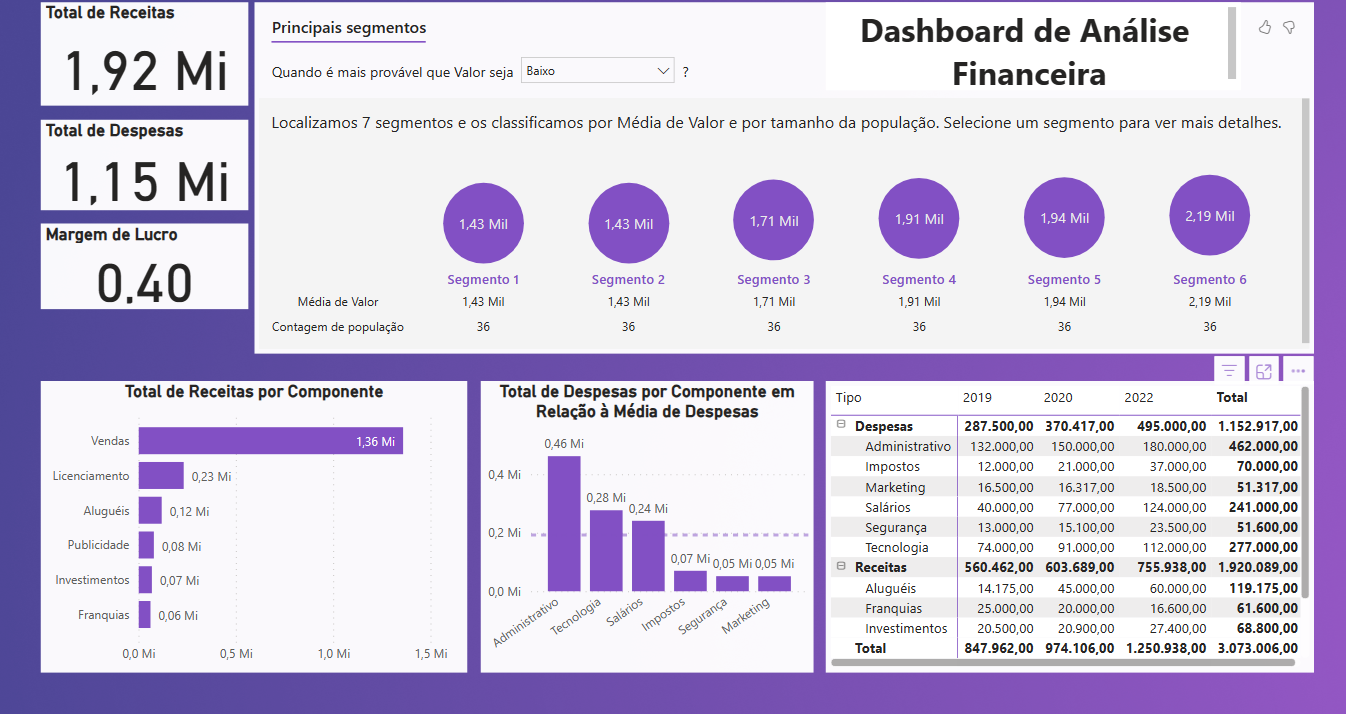 Total de Receitas
1,92 Mi
Total de Despesas
1,15 Mi
Margem de Lucro
0,40
Principais segmentos
Quando é mais provável que Valor seja Baixo ?
Dashboard de Análise
Financeira
Localizamos 7 segmentos e os classificamos por Média de Valor e por tamanho da população. Selecione um segmento para ver mais detalhes.
1,43 Mil 1,43 Mil 1,71 Mil 1,91 Mil 1,94 Mil 2,19 Mil
Segmento 1 Segmento 2 Segmento 3 Segmento 4 Segmento 5 Segmento 6
Média de Valor 1,43 Mil 1,43 Mil 1,71 Mil 1,91 Mil 1,94 Mil 2,19 Mil
Contagem de população 36 36 36 36 36 36
Total de Receitas por Componente
Vendas 1,36 Mi
Licenciamento 0,23 Mi
Aluguéis 0,12 Mi
Publicidade 0,08 Mi
Investimentos 0,07 Mi
Franquias 0,06 Mi
0,0 Mi 0,5 Mi 1,0 Mi 1,5 Mi
Total de Despesas por Componente em
Relação à Média de Despesas
0,46 Mi
0,4 Mi
0,28 Mi
0,24 Mi
0,2 Mi
0,07 Mi 0,05 Mi 0,05 Mi
0,0 Mi
Administrativo Tecnologia Salários Impostos Segurança Marketing
Tipo 2019 2020 2022 Total
Despesas 287.500,00 370.417,00 495.000,00 1.152.917,00
Administrativo 132.000,00 150.000,00 180.000,00 462.000,00
Impostos 12.000,00 21.000,00 37.000,00 70.000,00
Marketing 16.500,00 16.317,00 18.500,00 51.317,00
Salários 40.000,00 77.000,00 124.000,00 241.000,00
Segurança 13.000,00 15.100,00 23.500,00 51.600,00
Tecnologia 74.000,00 91.000,00 112.000,00 277.000,00
Receitas 560.462,00 603.689,00 755.938,00 1.920.089,00
Aluguéis 14.175,00 45.000,00 60.000,00 119.175,00
Franquias 25.000,00 20.000,00 16.600,00 61.600,00
Investimentos 20.500,00 20.900,00 27.400,00 68.800,00
Total 847.962,00 974.106,00 1.250.938,00 3.073.006,00